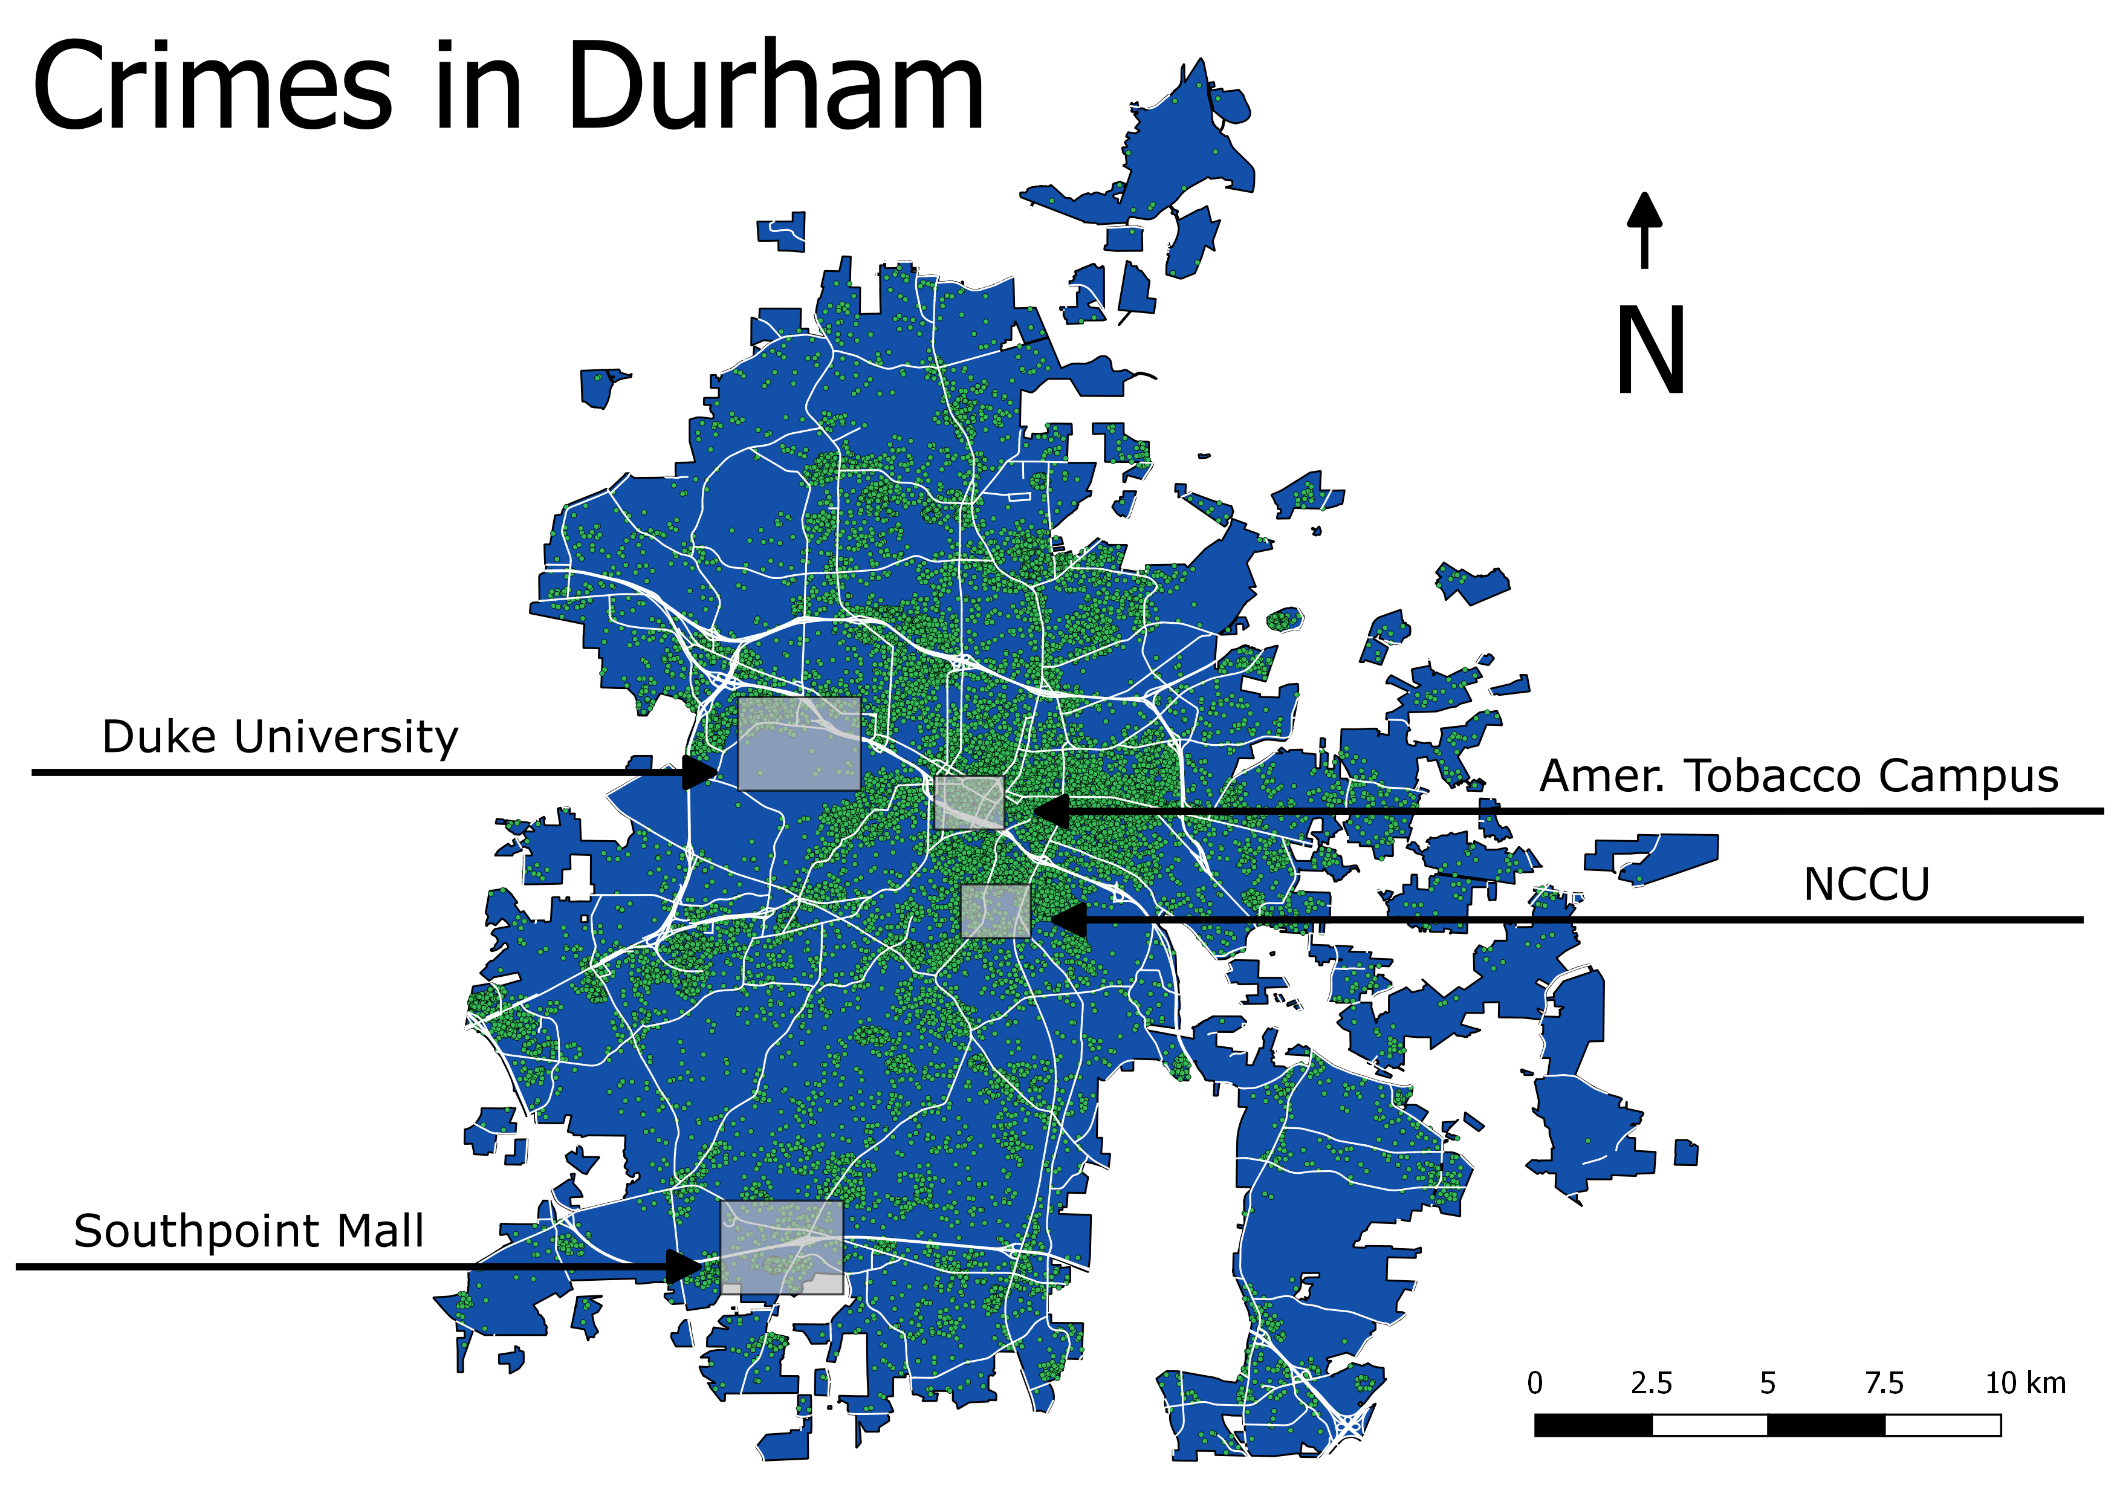 Crimes in Durham
N
Duke University
Amer. Tobacco Campus
NCCU
Southpoint Mall
0 2.5 5 7.5 10 km